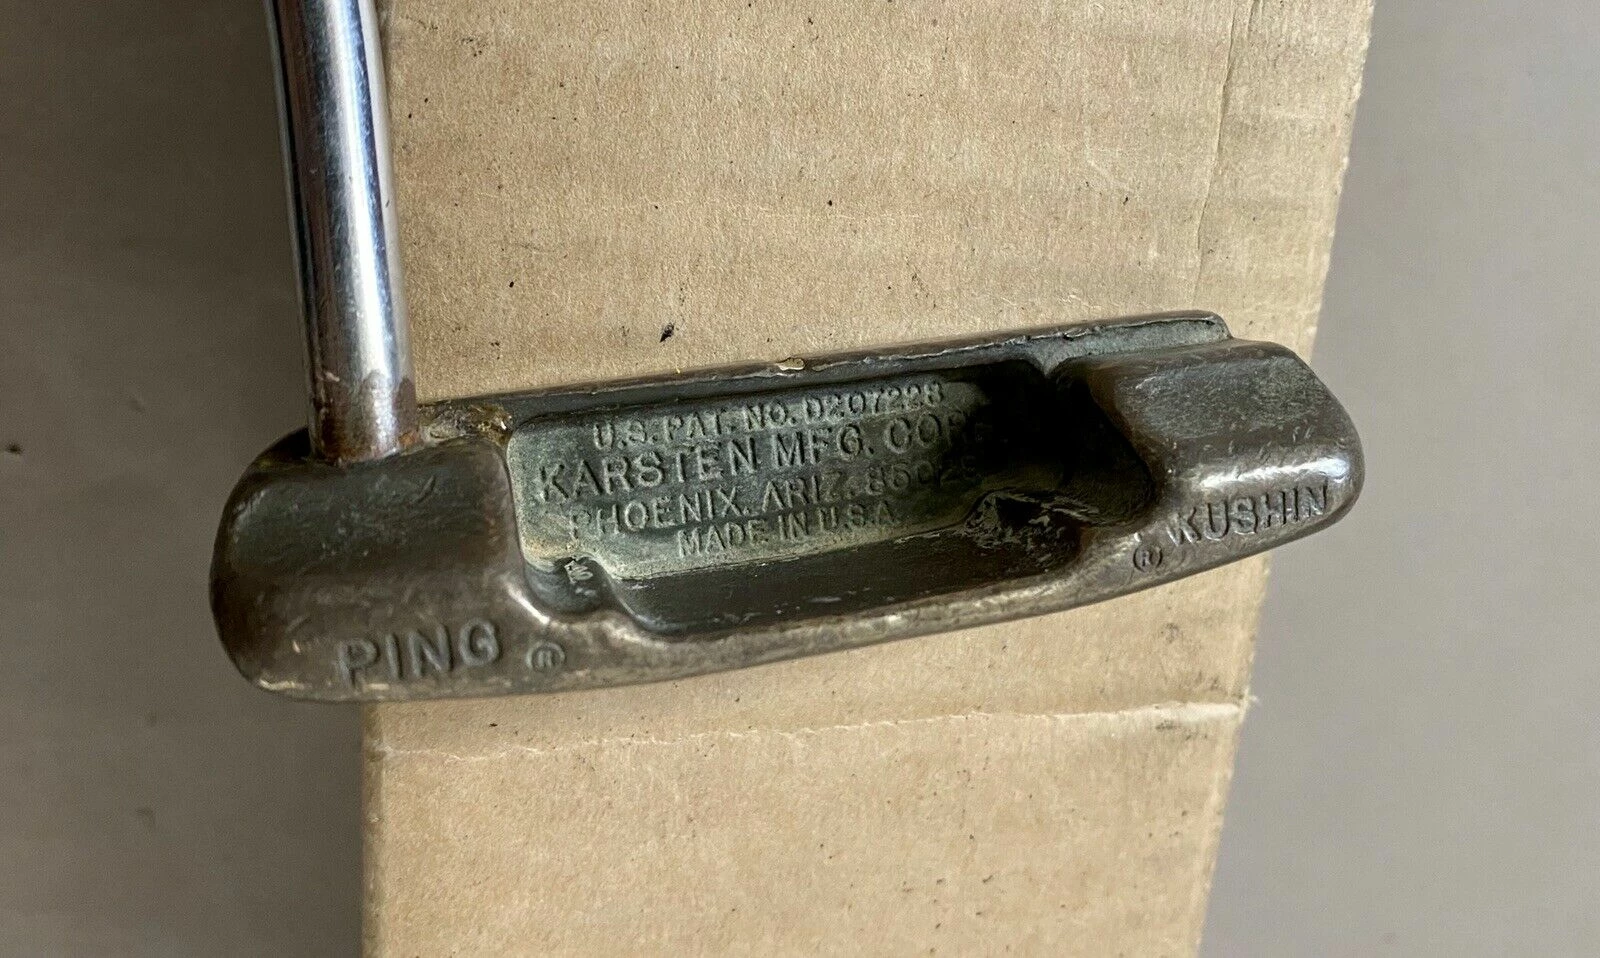 U.S. PAT. NO. D207228
KARSTEN MFG. CORP.
PHOENIX, ARIZ. 85029
MADE IN U.S.A.
PING ®
® KUSHIN